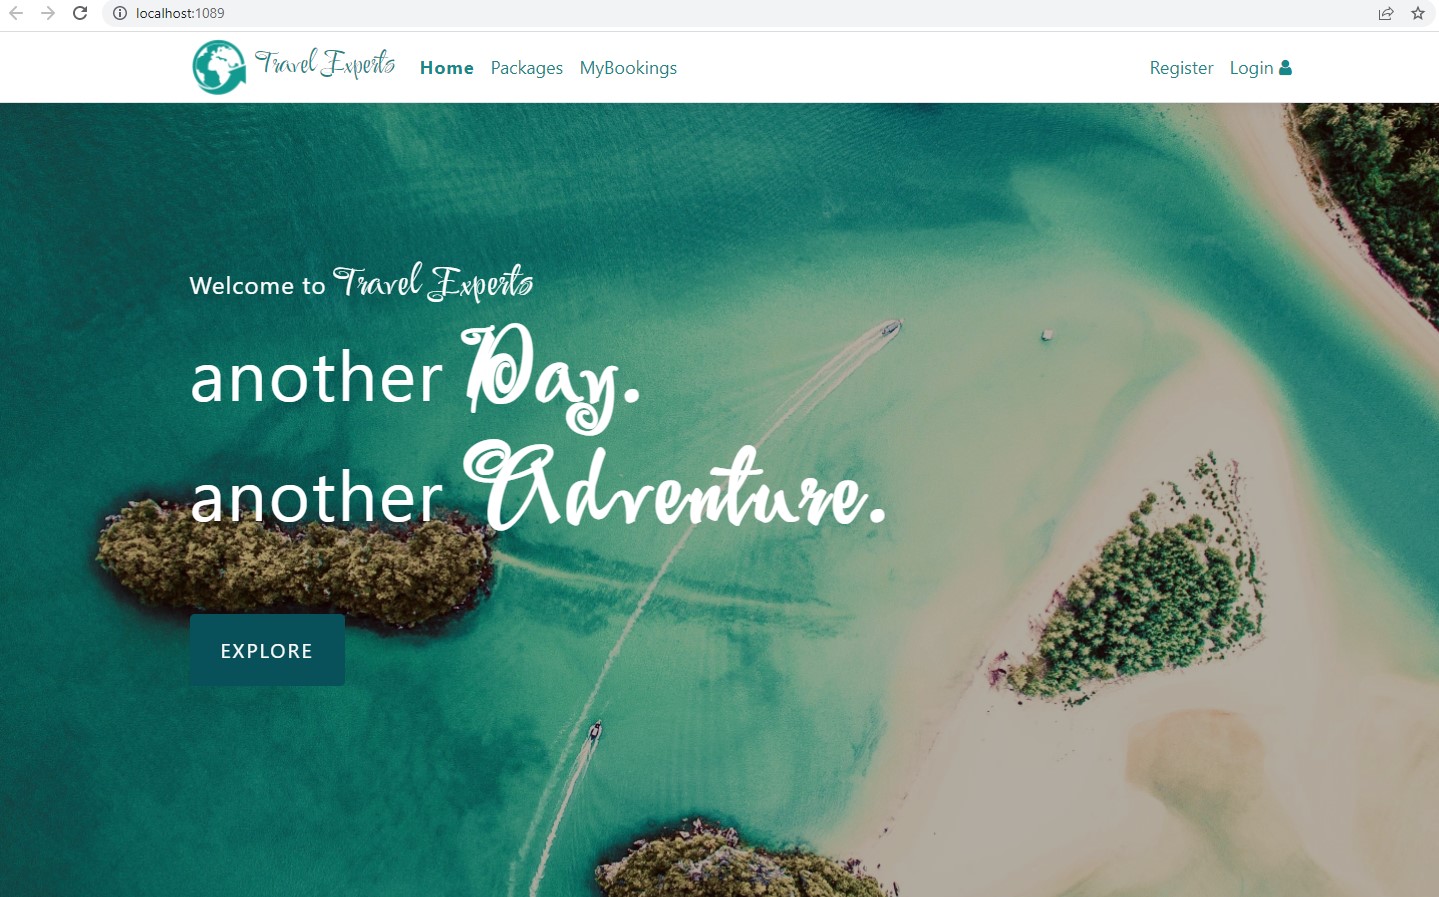 localhost:1089
Travel Experts Home Packages MyBookings Register Login
Welcome to Travel Experts
another Day.
another Adventure.
EXPLORE